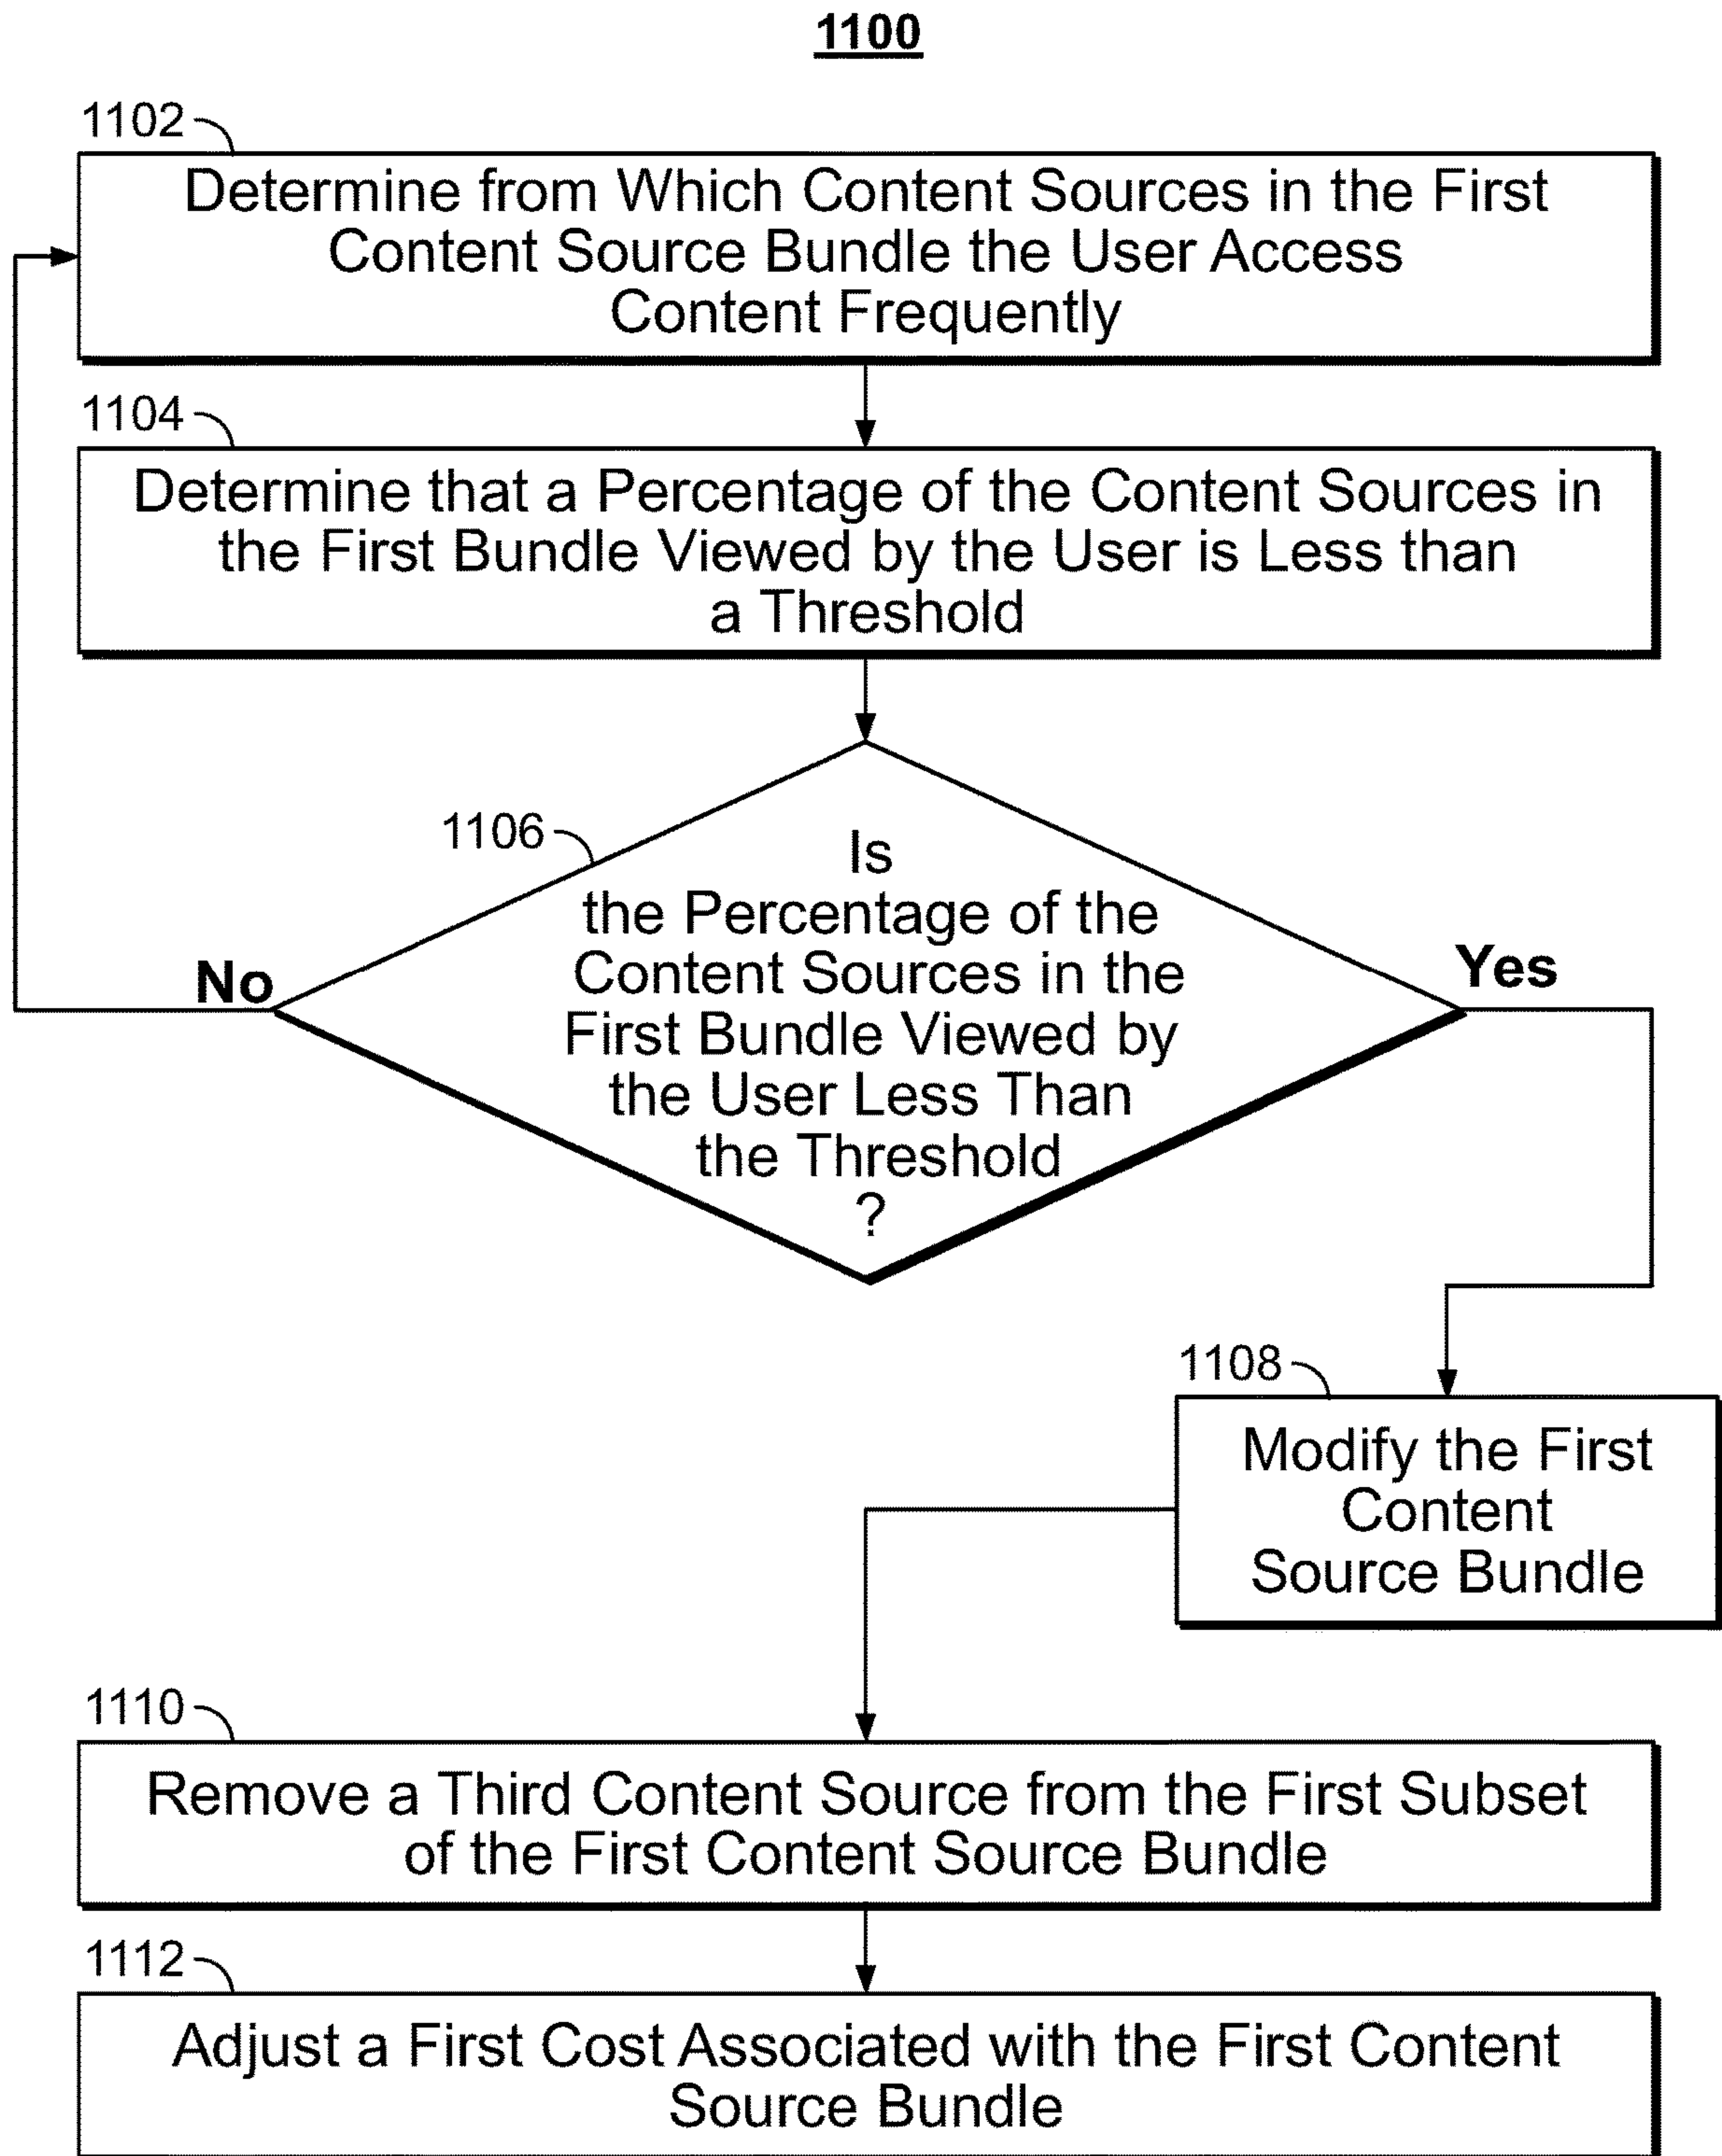 1100
1102
Determine from Which Content Sources in the First
Content Source Bundle the User Access
Content Frequently
1104
Determine that a Percentage of the Content Sources in
the First Bundle Viewed by the User is Less than
a Threshold
1106
Is
the Percentage of the
Content Sources in the
First Bundle Viewed by
the User Less Than
the Threshold
?
No
Yes
1108
Modify the First
Content
Source Bundle
1110
Remove a Third Content Source from the First Subset
of the First Content Source Bundle
1112
Adjust a First Cost Associated with the First Content
Source Bundle